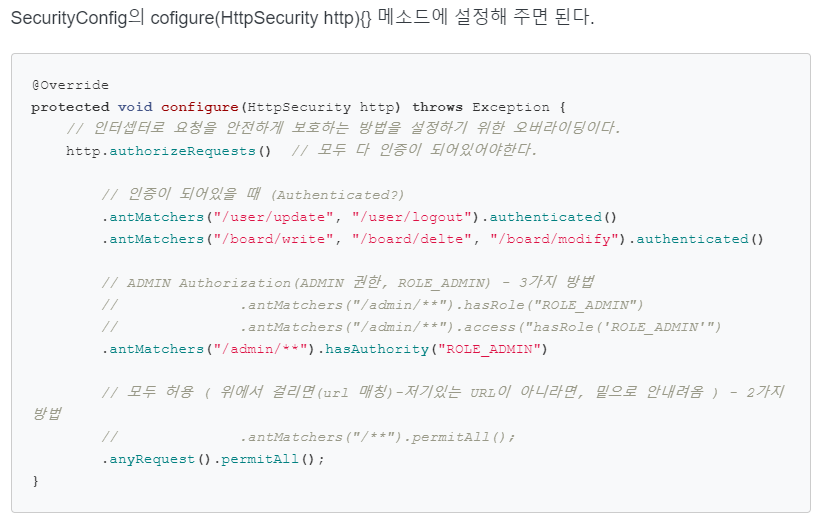 SecurityConfig의 cofigure(HttpSecurity http){} 메소드에 설정해 주면 된다.
@Override
protected void configure(HttpSecurity http) throws Exception {
// 인터셉터로 요청을 안전하게 보호하는 방법을 설정하기 위한 오버라이딩이다.
http.authorizeRequests()  // 모두 다 인증이 되어있어야한다.
// 인증이 되어있을 때 (Authenticated?)
.antMatchers("/user/update", "/user/logout").authenticated()
.antMatchers("/board/write", "/board/delte", "/board/modify").authenticated()
// ADMIN Authorization(ADMIN 권한, ROLE_ADMIN) - 3가지 방법
//            .antMatchers("/admin/**").hasRole("ROLE_ADMIN")
//            .antMatchers("/admin/**").access("hasRole('ROLE_ADMIN'")
.antMatchers("/admin/**").hasAuthority("ROLE_ADMIN")
// 모두 허용 ( 위에서 걸리면(url 매칭)-저기있는 URL이 아니라면, 밑으로 안내려옴 ) - 2가지
방법
//            .antMatchers("/**").permitAll();
.anyRequest().permitAll();
}